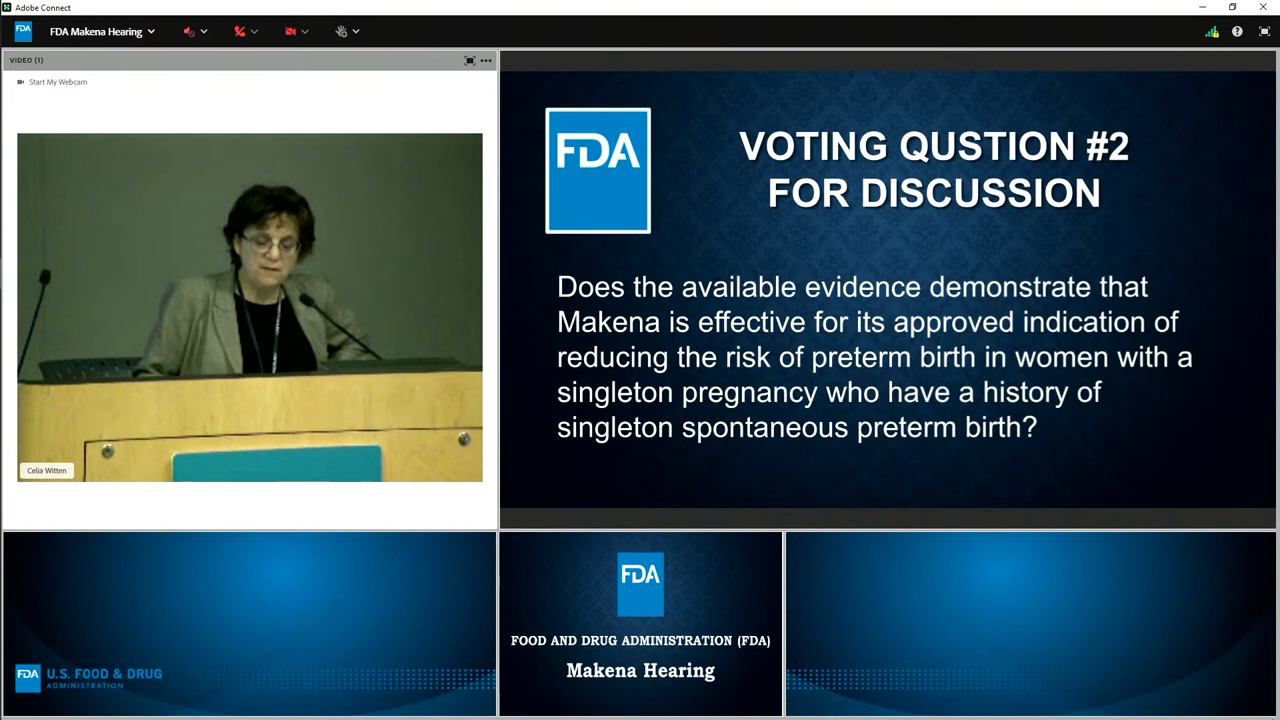 Adobe Connect
FDA
FDA Makena Hearing
VIDEO (1)
Start My Webcam
Celia Witten
FDA
VOTING QUSTION #2
FOR DISCUSSION
Does the available evidence demonstrate that
Makena is effective for its approved indication of
reducing the risk of preterm birth in women with a
singleton pregnancy who have a history of
singleton spontaneous preterm birth?
FDA
U.S. FOOD & DRUG
ADMINISTRATION
FDA
FOOD AND DRUG ADMINISTRATION (FDA)
Makena Hearing